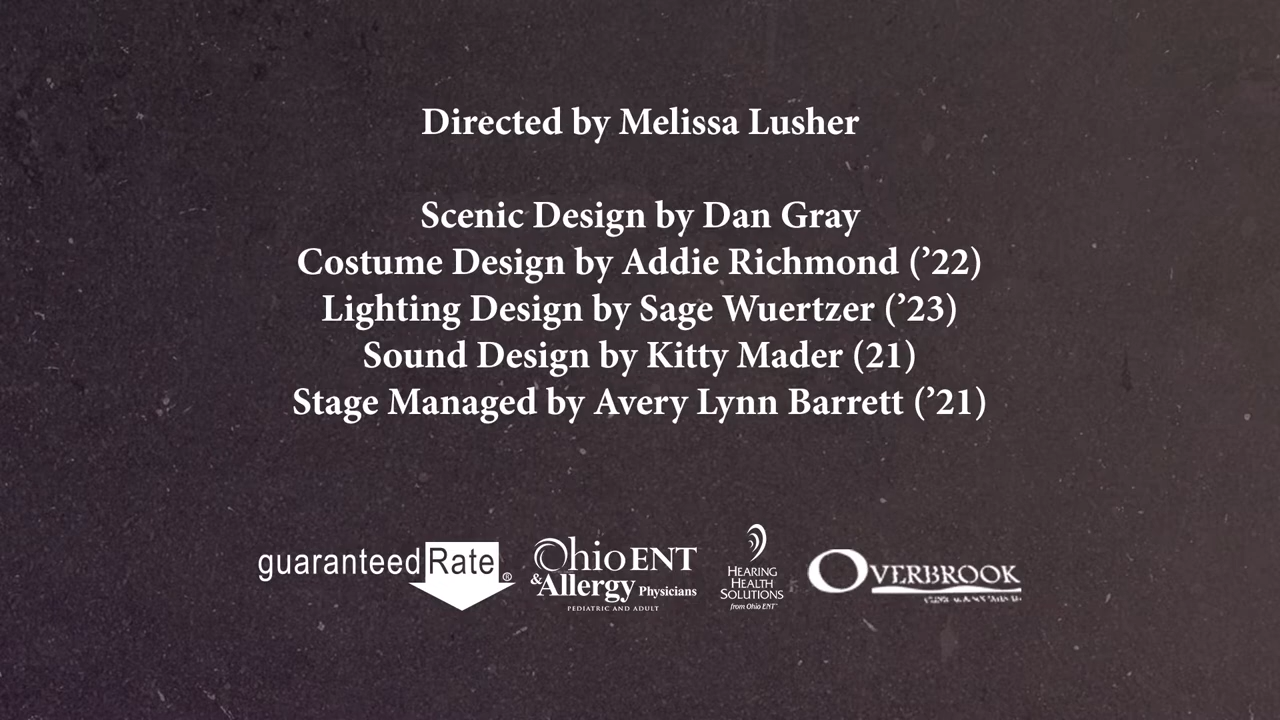 Directed by Melissa Lusher
Scenic Design by Dan Gray
Costume Design by Addie Richmond (’22)
Lighting Design by Sage Wuertzer (’23)
Sound Design by Kitty Mader (21)
Stage Managed by Avery Lynn Barrett (’21)
guaranteed Rate®
Ohio ENT
& Allergy Physicians
PEDIATRIC AND ADULT
HEARING
HEALTH
SOLUTIONS
from Ohio ENT
OVERBROOK